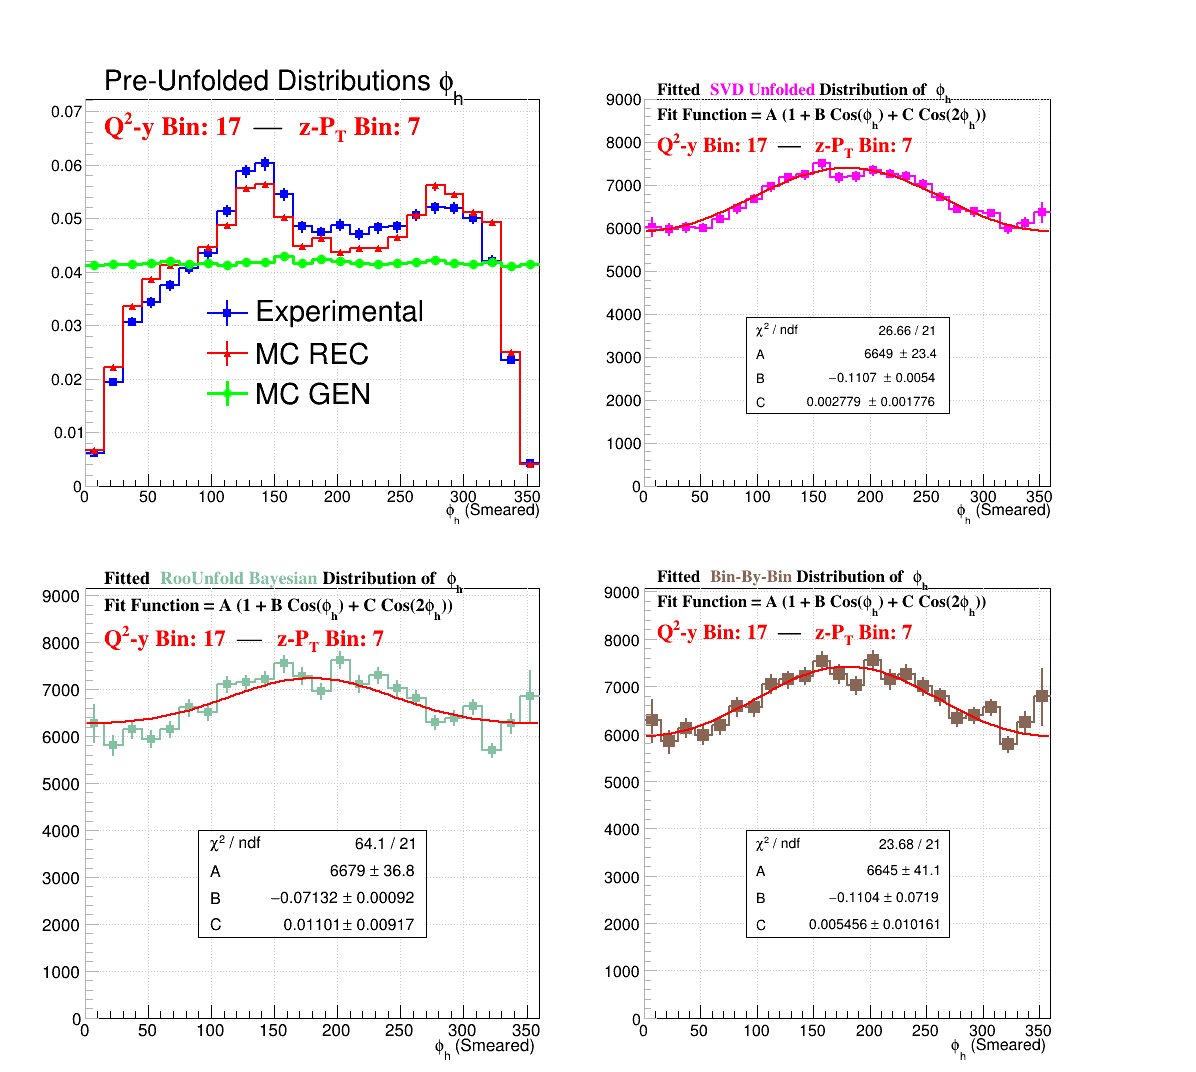 Pre-Unfolded Distributions ϕh
Q²-y Bin: 17 — z-PT Bin: 7
0.07
0.06
0.05
0.04
0.03
0.02
0.01
0
Experimental
MC REC
MC GEN
0 50 100 150 200 250 300 350
ϕh (Smeared)
Fitted SVD Unfolded Distribution of ϕh
Fit Function = A (1 + B Cos(ϕh) + C Cos(2ϕh))
Q²-y Bin: 17 — z-PT Bin: 7
9000
8000
7000
6000
5000
4000
3000
2000
1000
0
χ² / ndf 26.66 / 21
A 6649 ± 23.4
B −0.1107 ± 0.0054
C 0.002779 ± 0.001776
0 50 100 150 200 250 300 350
ϕh (Smeared)
Fitted RooUnfold Bayesian Distribution of ϕh
Fit Function = A (1 + B Cos(ϕh) + C Cos(2ϕh))
Q²-y Bin: 17 — z-PT Bin: 7
9000
8000
7000
6000
5000
4000
3000
2000
1000
0
χ² / ndf 64.1 / 21
A 6679 ± 36.8
B −0.07132 ± 0.00092
C 0.01101 ± 0.00917
0 50 100 150 200 250 300 350
ϕh (Smeared)
Fitted Bin-By-Bin Distribution of ϕh
Fit Function = A (1 + B Cos(ϕh) + C Cos(2ϕh))
Q²-y Bin: 17 — z-PT Bin: 7
9000
8000
7000
6000
5000
4000
3000
2000
1000
0
χ² / ndf 23.68 / 21
A 6645 ± 41.1
B −0.1104 ± 0.0719
C 0.005456 ± 0.010161
0 50 100 150 200 250 300 350
ϕh (Smeared)